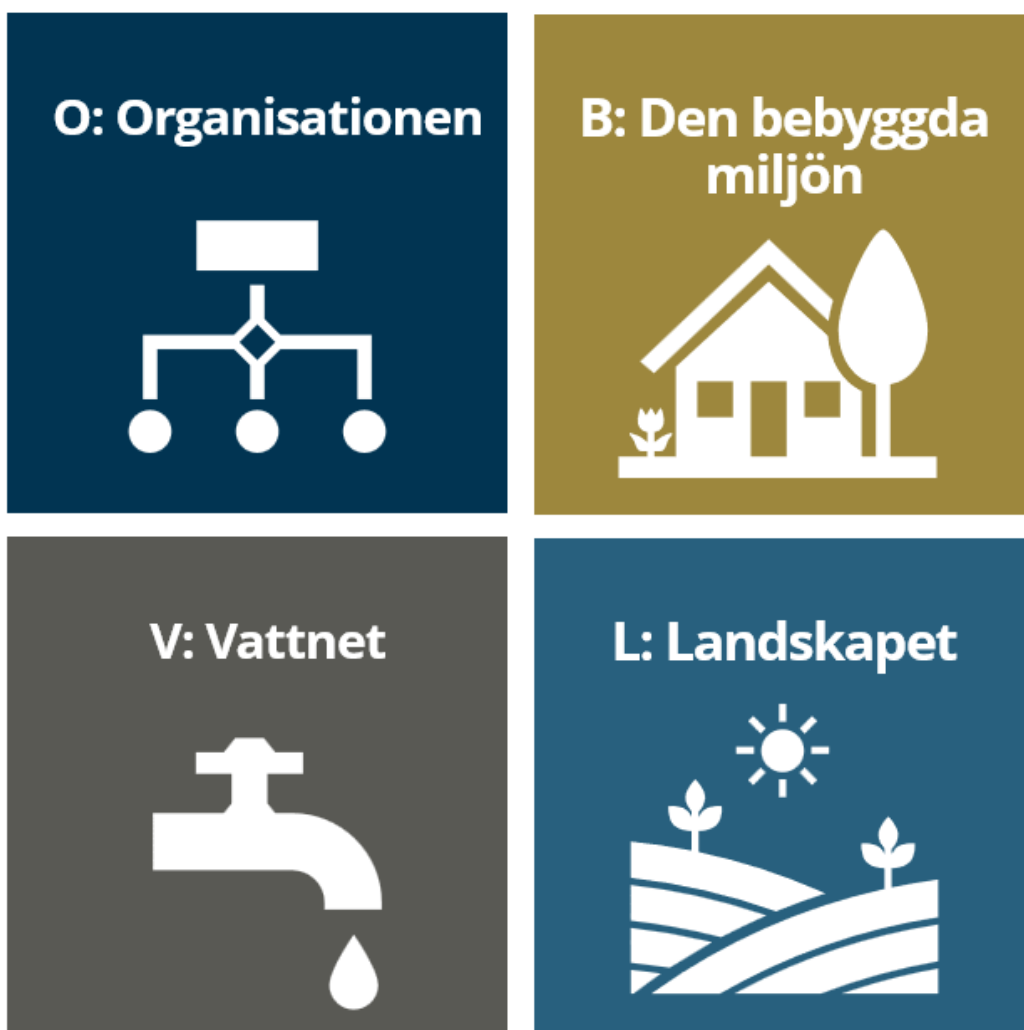 O: Organisationen
B: Den bebyggda
miljön
V: Vattnet
L: Landskapet